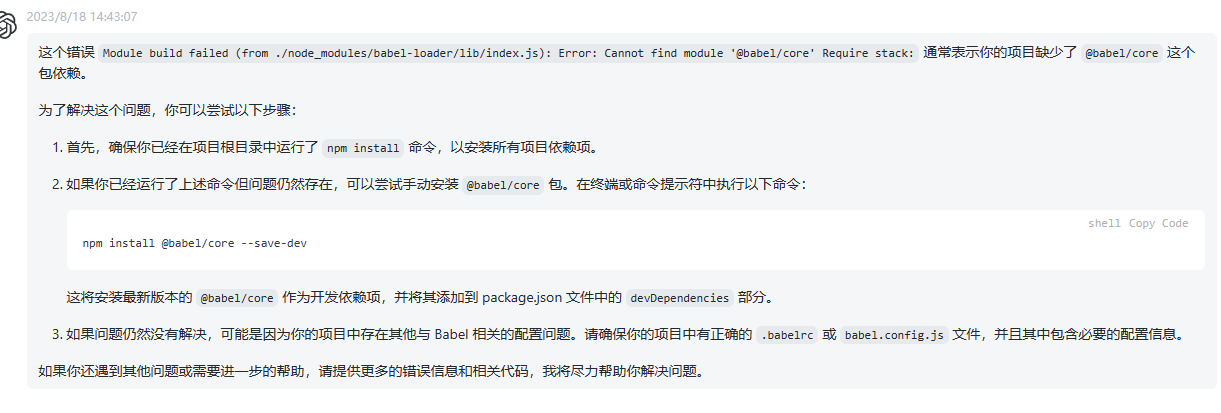 2023/8/18 14:43:07
这个错误 Module build failed (from ./node_modules/babel-loader/lib/index.js): Error: Cannot find module '@babel/core' Require stack: 通常表示你的项目缺少了 @babel/core 这个
包依赖。
为了解决这个问题，你可以尝试以下步骤：
1. 首先，确保你已经在项目根目录中运行了 npm install 命令，以安装所有项目依赖项。
2. 如果你已经运行了上述命令但问题仍然存在，可以尝试手动安装 @babel/core 包。在终端或命令提示符中执行以下命令：
shell Copy Code
npm install @babel/core --save-dev
这将安装最新版本的 @babel/core 作为开发依赖项，并将其添加到 package.json 文件中的 devDependencies 部分。
3. 如果问题仍然没有解决，可能是因为你的项目中存在其他与 Babel 相关的配置问题。请确保你的项目中有正确的 .babelrc 或 babel.config.js 文件，并且其中包含必要的配置信息。
如果你还遇到其他问题或需要进一步的帮助，请提供更多的错误信息和相关代码，我将尽力帮助你解决问题。